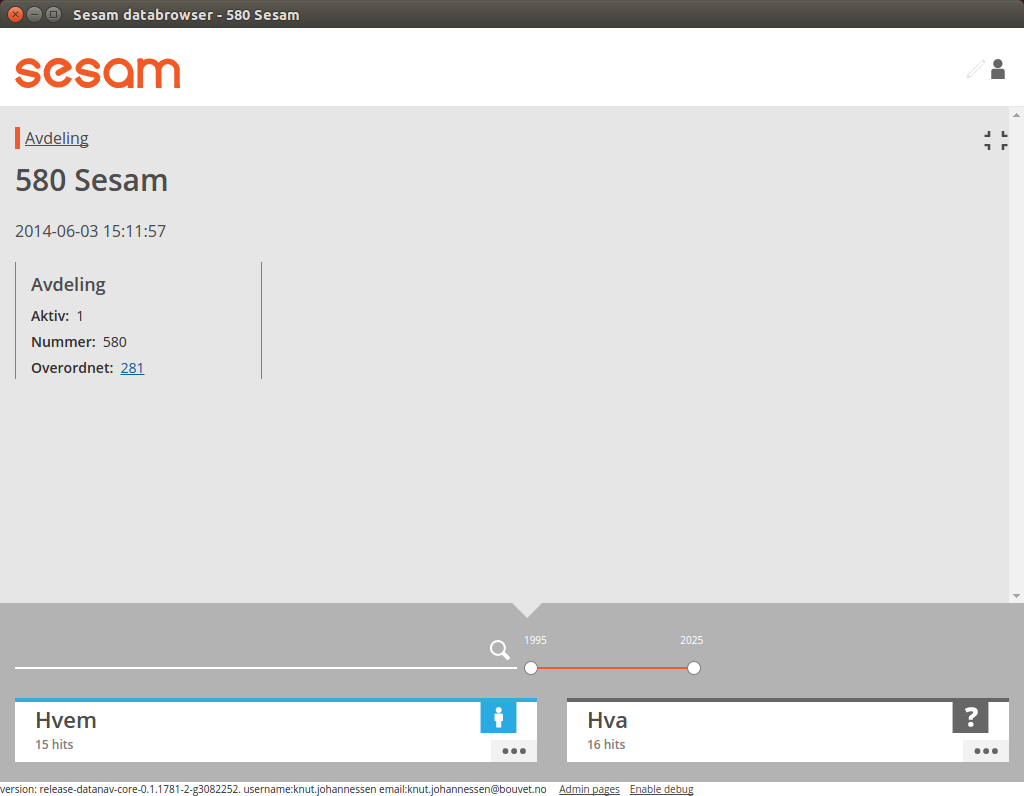 Sesam databrowser - 580 Sesam
sesam
Avdeling
580 Sesam
2014-06-03 15:11:57
Avdeling
Aktiv: 1
Nummer: 580
Overordnet: 281
1995 2025
Hvem
15 hits
Hva
?
16 hits
version: release-datanav-core-0.1.1781-2-g3082252. username:knut.johannessen email:knut.johannessen@bouvet.no Admin pages Enable debug